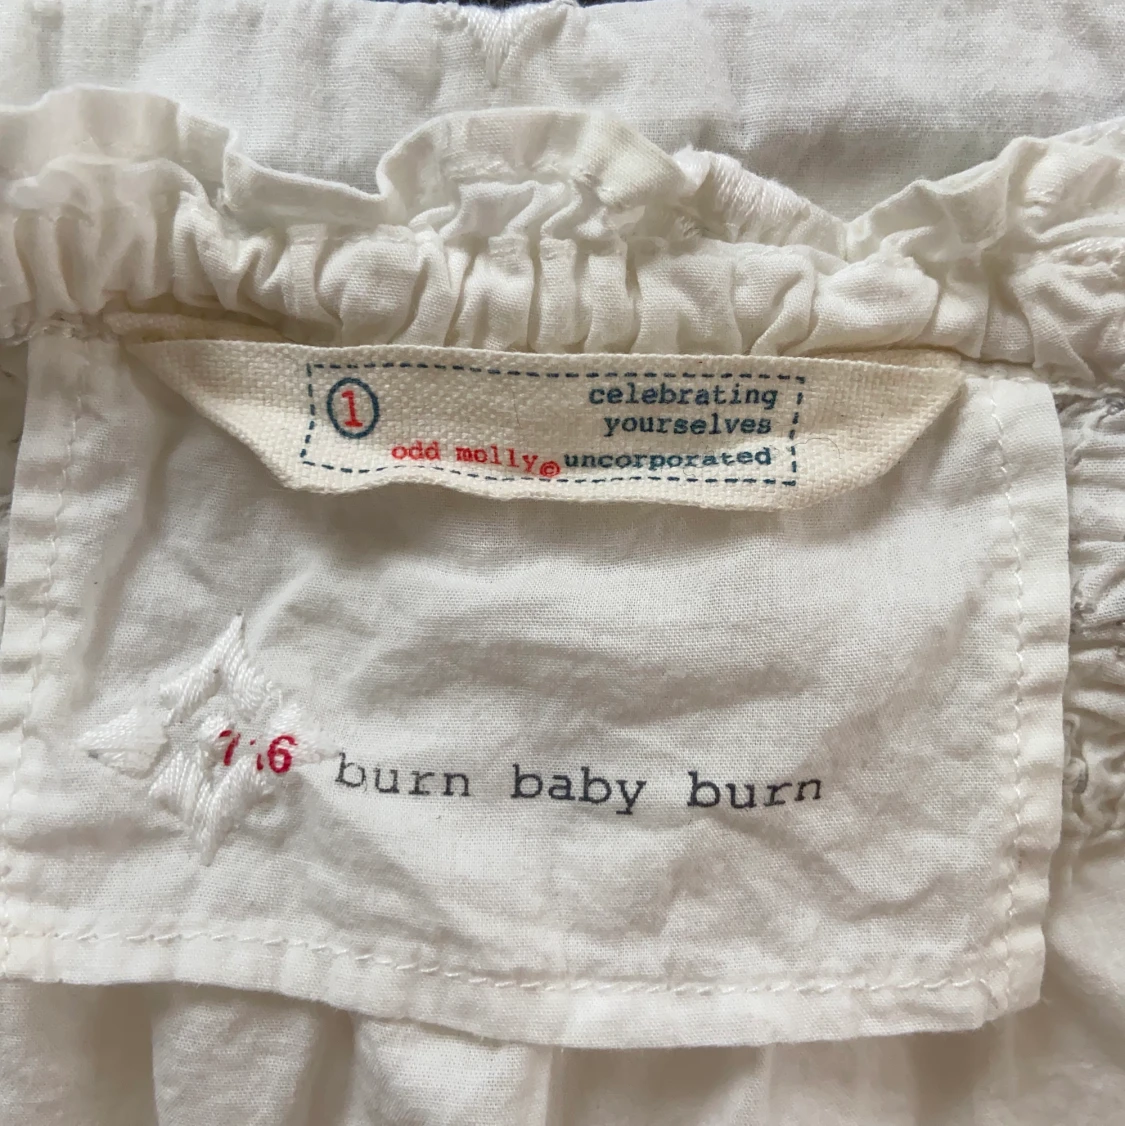 1
celebrating
yourselves
odd molly© uncorporated
burn baby burn